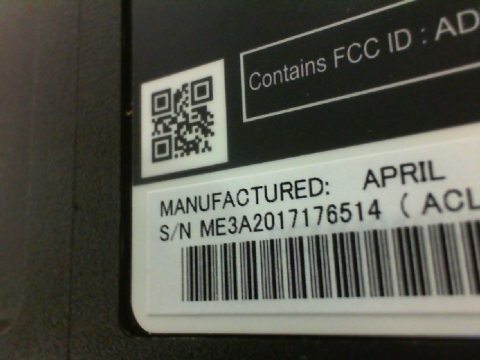 Contains FCC ID : AD
MANUFACTURED: APRIL
S/N ME3A2017176514 ( ACL